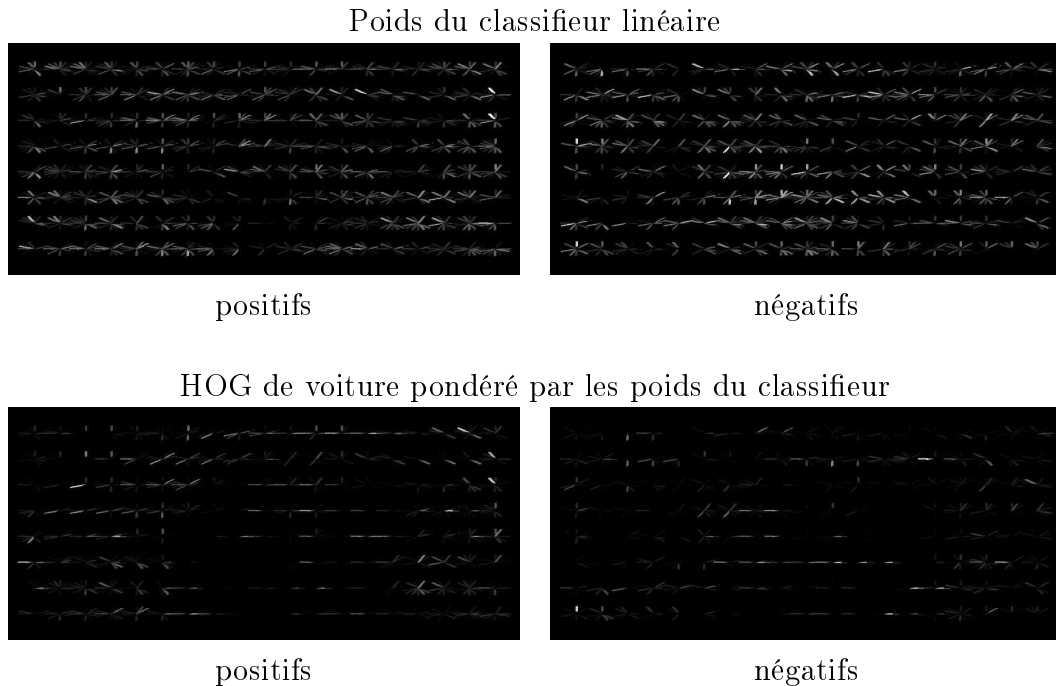 Poids du classifieur linéaire
positifs
négatifs
HOG de voiture pondéré par les poids du classifieur
positifs
négatifs